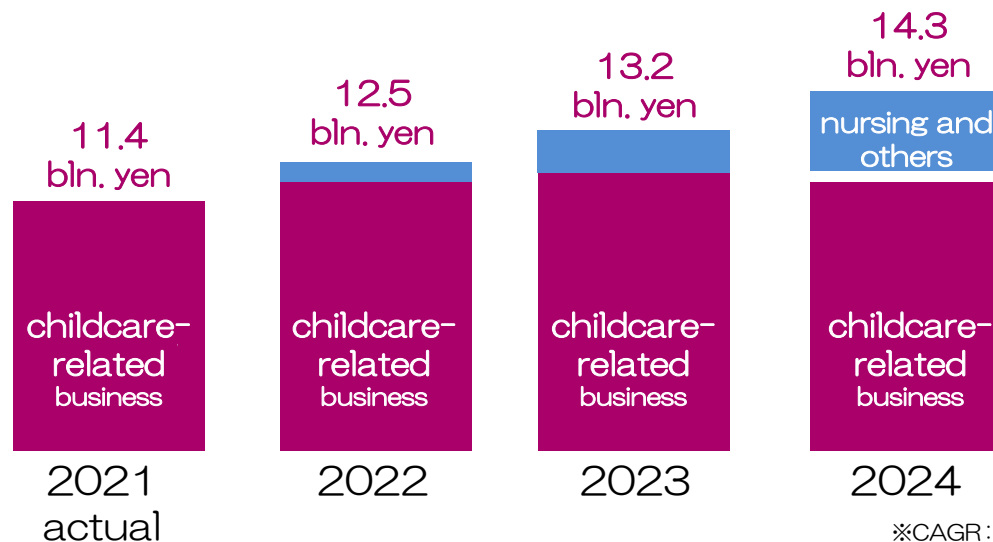 11.4
bln. yen
childcare-
related
business
2021
actual
12.5
bln. yen
childcare-
related
business
2022
13.2
bln. yen
childcare-
related
business
2023
14.3
bln. yen
nursing and
others
childcare-
related
business
2024
※CAGR: